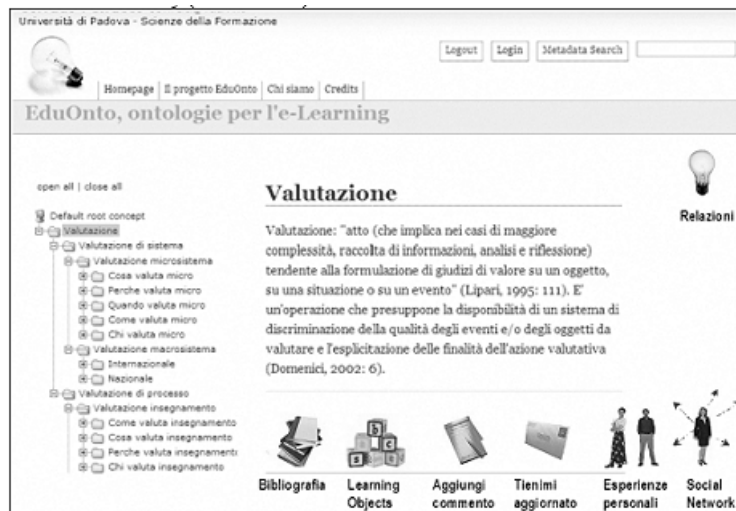 Università di Padova - Scienze della Formazione
Logout Login Metadata Search
Homepage Il progetto EduOnto Chi siamo Credits
EduOnto, ontologie per l'e-Learning
open all | close all
Default root concept
Valutazione
Valutazione di sistema
Valutazione microsistema
Cosa valuta micro
Perche valuta micro
Quando valuta micro
Come valuta micro
Chi valuta micro
Valutazione macrosistema
Internazionale
Nazionale
Valutazione di processo
Valutazione insegnamento
Come valuta insegnamento
Cosa valuta insegnamento
Perche valuta insegnament
Chi valuta insegnamento
Valutazione
Valutazione: "atto (che implica nei casi di maggiore
complessità, raccolta di informazioni, analisi e riflessione)
tendente alla formulazione di giudizi di valore su un oggetto,
su una situazione o su un evento" (Lipari, 1995: 111). E'
un'operazione che presuppone la disponibilità di un sistema di
discriminazione della qualità degli eventi e/o degli oggetti da
valutare e l'esplicitazione delle finalità dell'azione valutativa
(Domenici, 2002: 6).
Relazioni
Bibliografia
Learning
Objects
Aggiungi
commento
Tienimi
aggiornato
Esperienze
personali
Social
Network